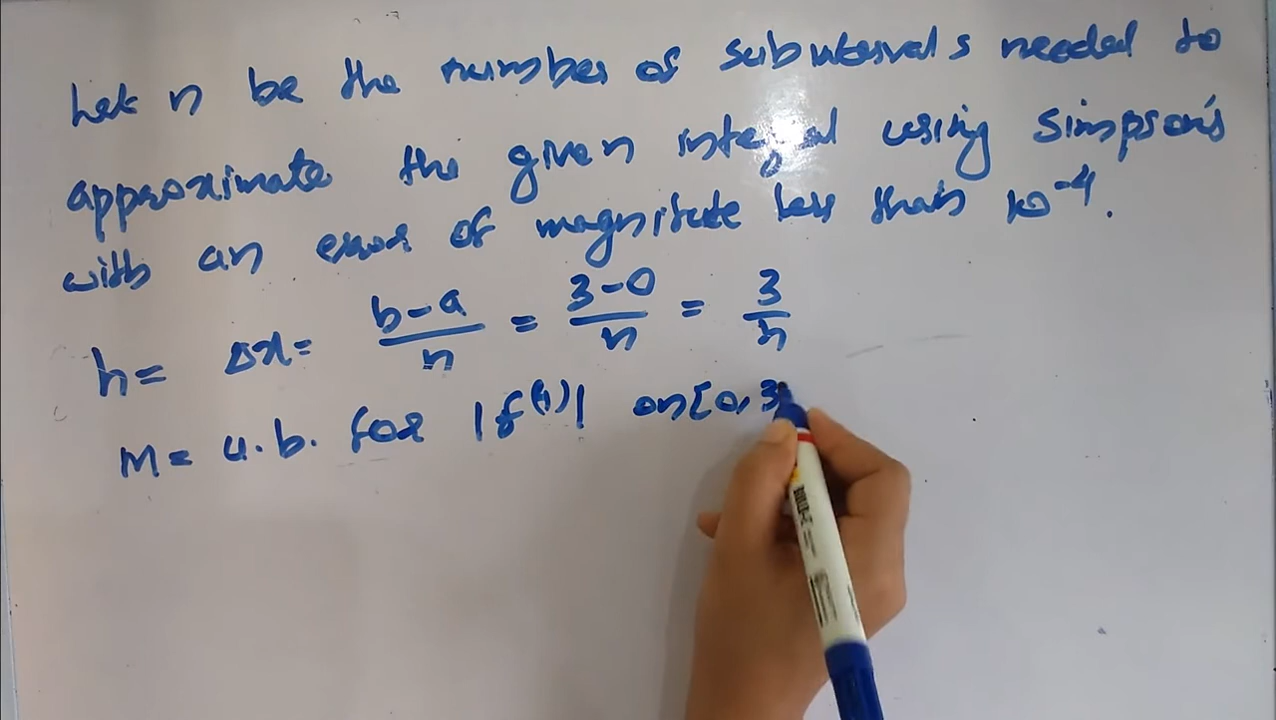 Let n be the number of subintervals needed to
approximate the given integral using Simpson's
with an error of magnitude less than 10^-4.
h = Δx = b-a/n = 3-0/n = 3/n
M = u.b. for |f^(4)| on [0, 3